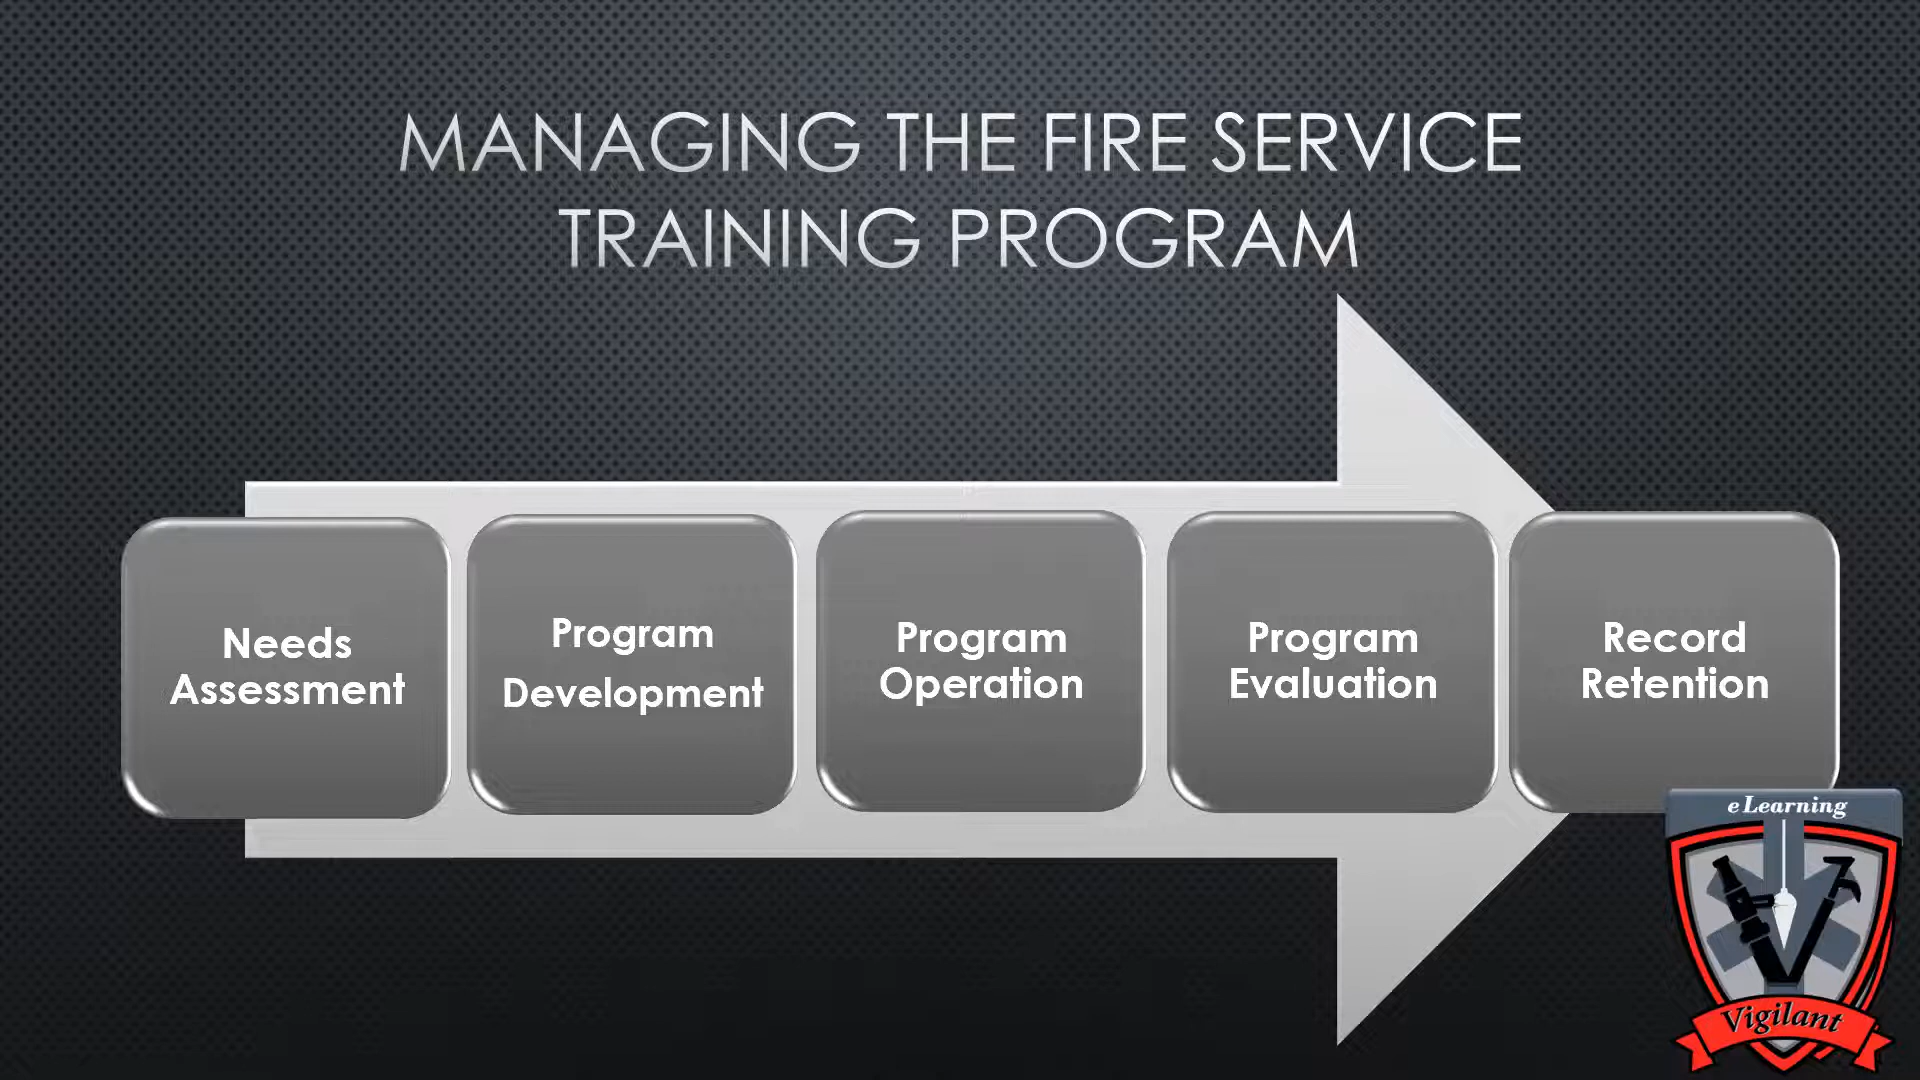 MANAGING THE FIRE SERVICE
TRAINING PROGRAM
Needs
Assessment
Program
Development
Program
Operation
Program
Evaluation
Record
Retention
eLearning
Vigilant